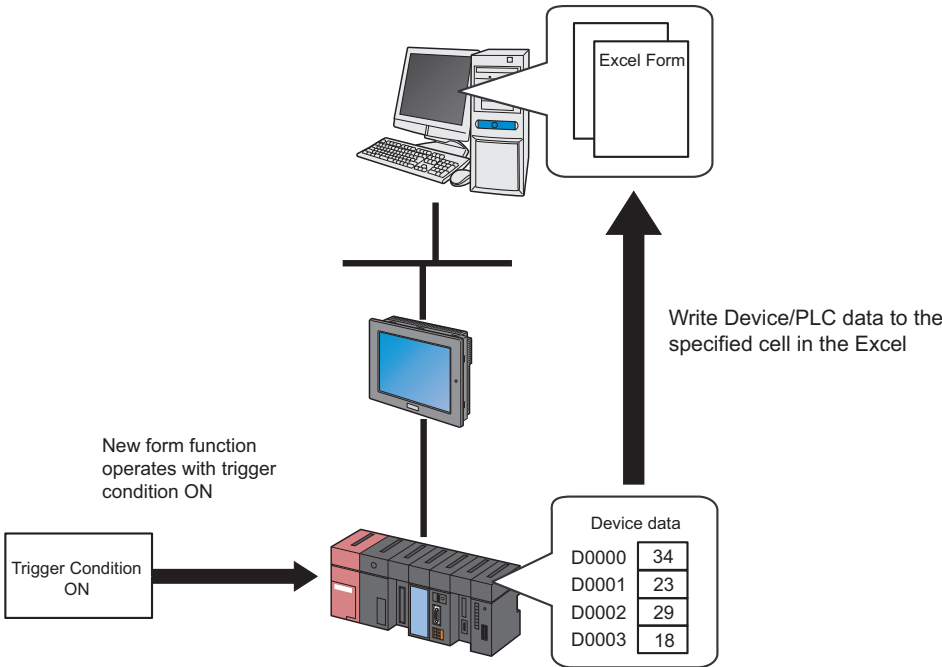 Excel Form
Write Device/PLC data to the
specified cell in the Excel
New form function
operates with trigger
condition ON
Trigger Condition
ON
Device data
D0000 34
D0001 23
D0002 29
D0003 18